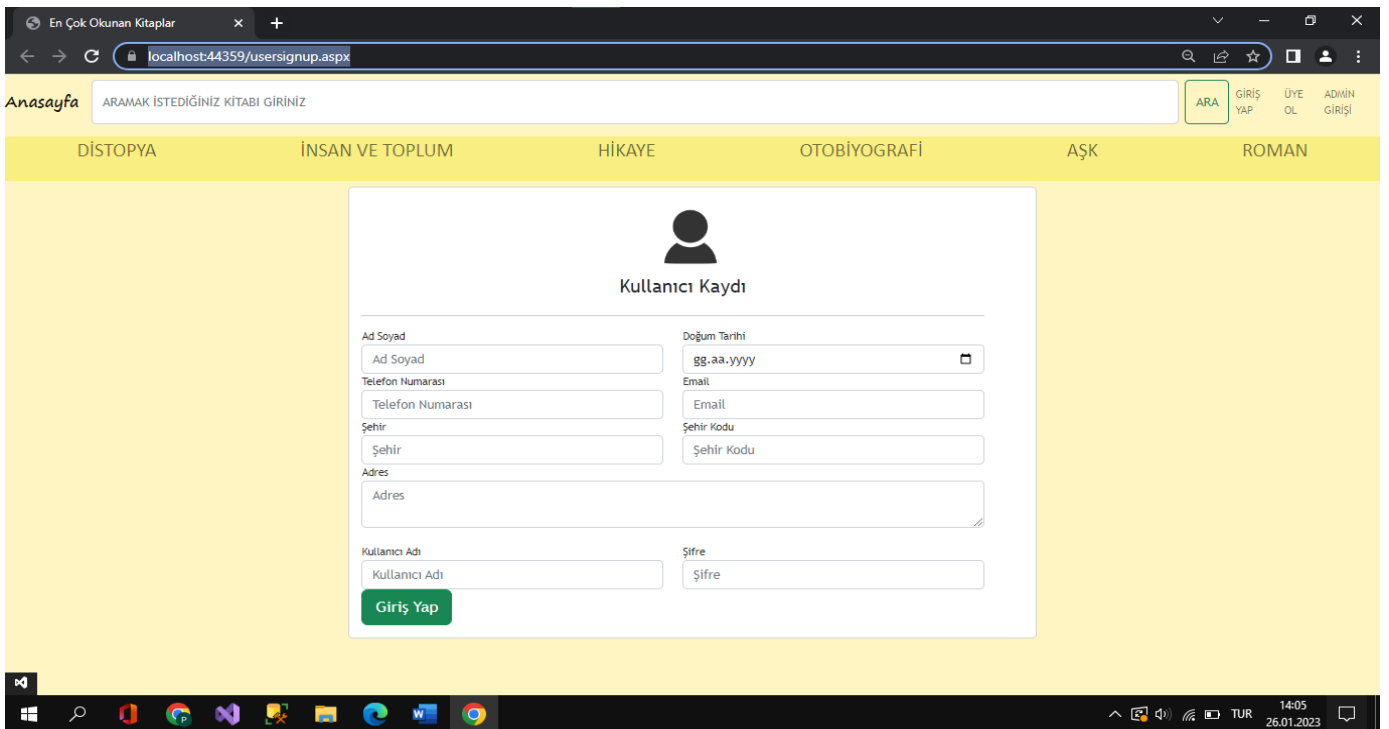 En Çok Okunan Kitaplar
localhost:44359/usersignup.aspx
Anasayfa ARAMAK İSTEDİĞİNİZ KİTABI GİRİNİZ ARA GİRİŞ YAP ÜYE OL ADMİN GİRİŞİ
DİSTOPYA İNSAN VE TOPLUM HİKAYE OTOBİYOGRAFİ AŞK ROMAN
Kullanıcı Kaydı
Ad Soyad Doğum Tarihi
Ad Soyad gg.aa.yyyy
Telefon Numarası Email
Telefon Numarası Email
Şehir Şehir Kodu
Şehir Şehir Kodu
Adres
Adres
Kullanıcı Adı Şifre
Kullanıcı Adı Şifre
Giriş Yap
TUR 14:05
26.01.2023